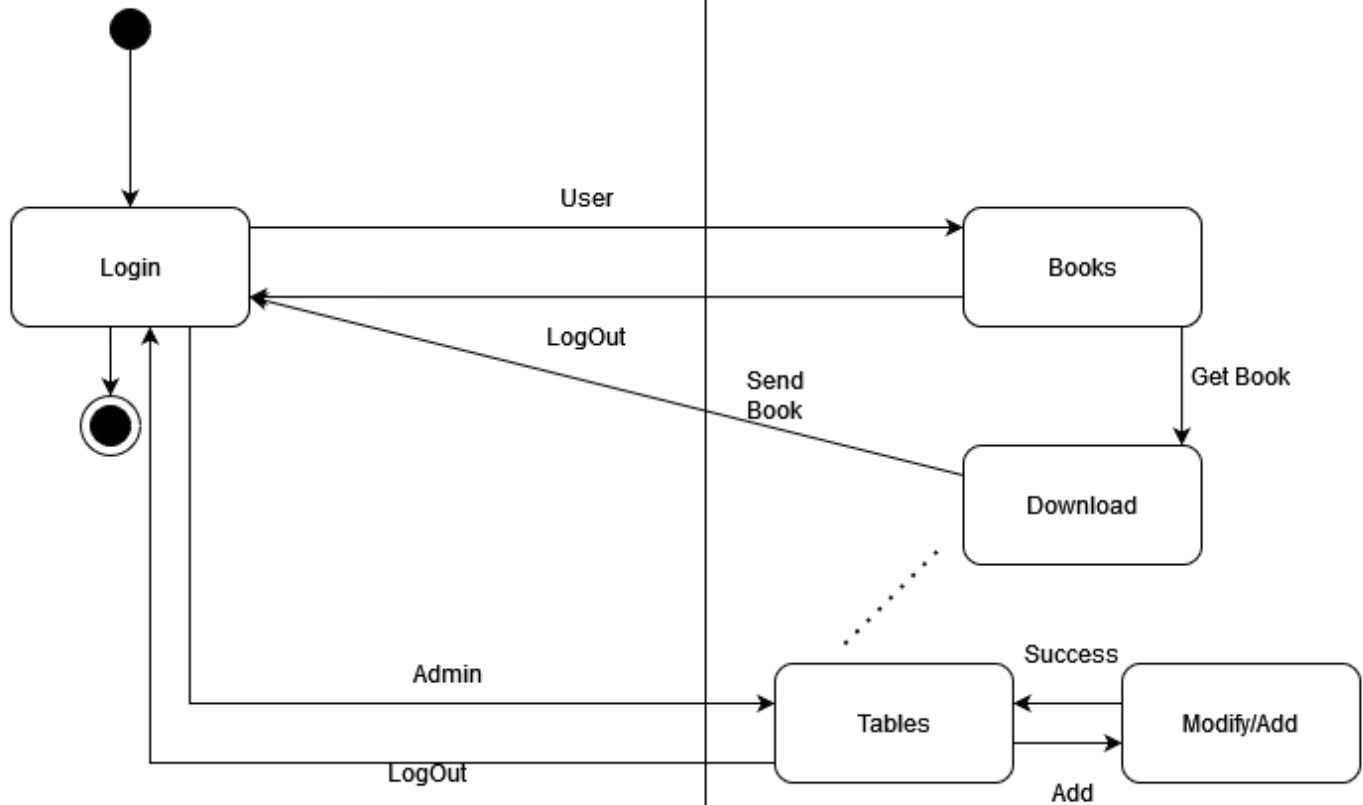 User
Login
Books
LogOut
Send
Book
Get Book
Download
Success
Admin
Tables
Modify/Add
LogOut
Add